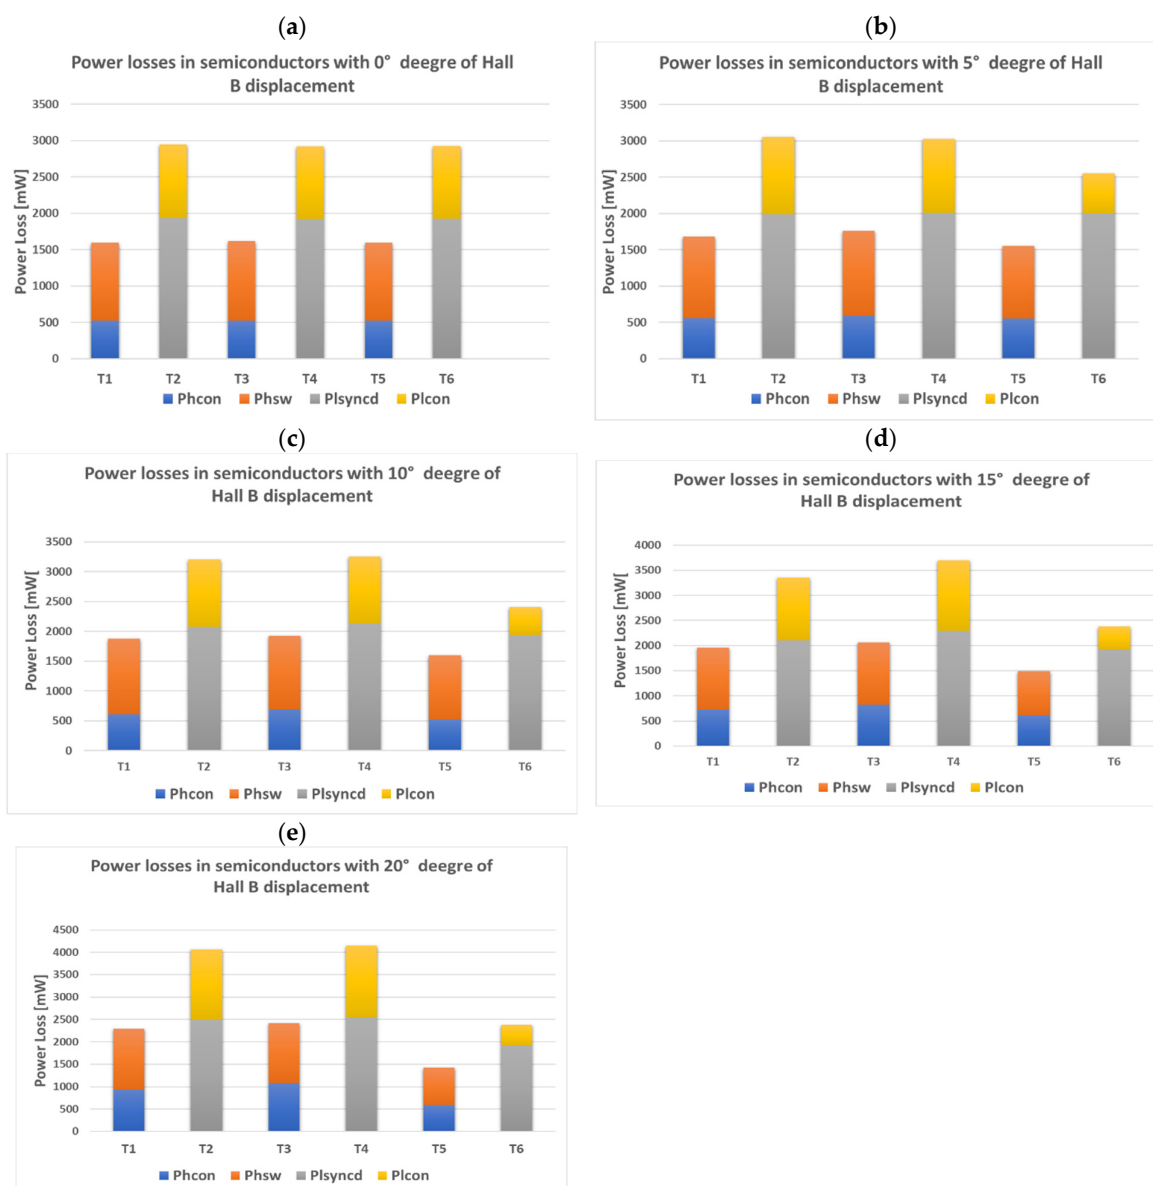 (a)
Power losses in semiconductors with 0° deegre of Hall
B displacement
Power Loss [mW]
3500
3000
2500
2000
1500
1000
500
0
T1 T2 T3 T4 T5 T6
Phcon Phsw Plsyncd Plcon
(b)
Power losses in semiconductors with 5° deegre of Hall
B displacement
Power Loss [mW]
3500
3000
2500
2000
1500
1000
500
0
T1 T2 T3 T4 T5 T6
Phcon Phsw Plsyncd Plcon
(c)
Power losses in semiconductors with 10° deegre of
Hall B displacement
Power Loss [mW[
3500
3000
2500
2000
1500
1000
500
0
T1 T2 T3 T4 T5 T6
Phcon Phsw Plsyncd Plcon
(d)
Power losses in semiconductors with 15° deegre of
Hall B displacement
Power Loss [mW]
4000
3500
3000
2500
2000
1500
1000
500
0
T1 T2 T3 T4 T5 T6
Phcon Phsw Plsyncd Plcon
(e)
Power losses in semiconductors with 20° deegre of
Hall B displacement
Power Loss [mW]
4500
4000
3500
3000
2500
2000
1500
1000
500
0
T1 T2 T3 T4 T5 T6
Phcon Phsw Plsyncd Plcon